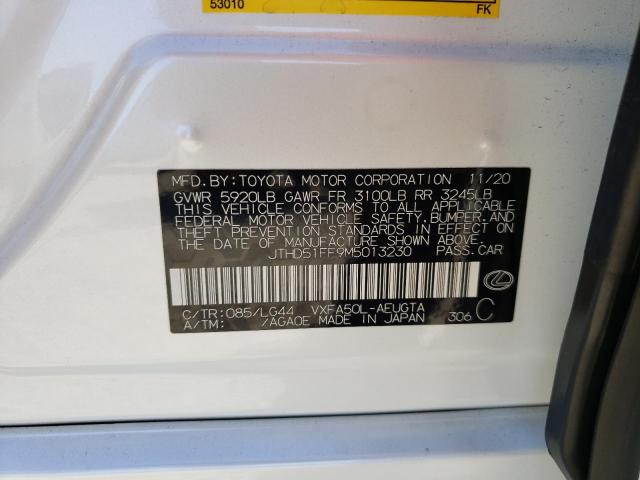 53010 FK
MFD.BY:TOYOTA MOTOR CORPORATION 11/20
GVWR 5920LB GAWR FR 3100LB RR 3245LB
THIS VEHICLE CONFORMS TO ALL APPLICABLE
FEDERAL MOTOR VEHICLE SAFETY,BUMPER,AND
THEFT PREVENTION STANDARDS IN EFFECT ON
THE DATE OF MANUFACTURE SHOWN ABOVE.
JTHD51FF9M5013230 PASS.CAR
C/TR:085/LG44 VXFA50L-AEUGTA
A/TM: /AGA0E MADE IN JAPAN 306 C